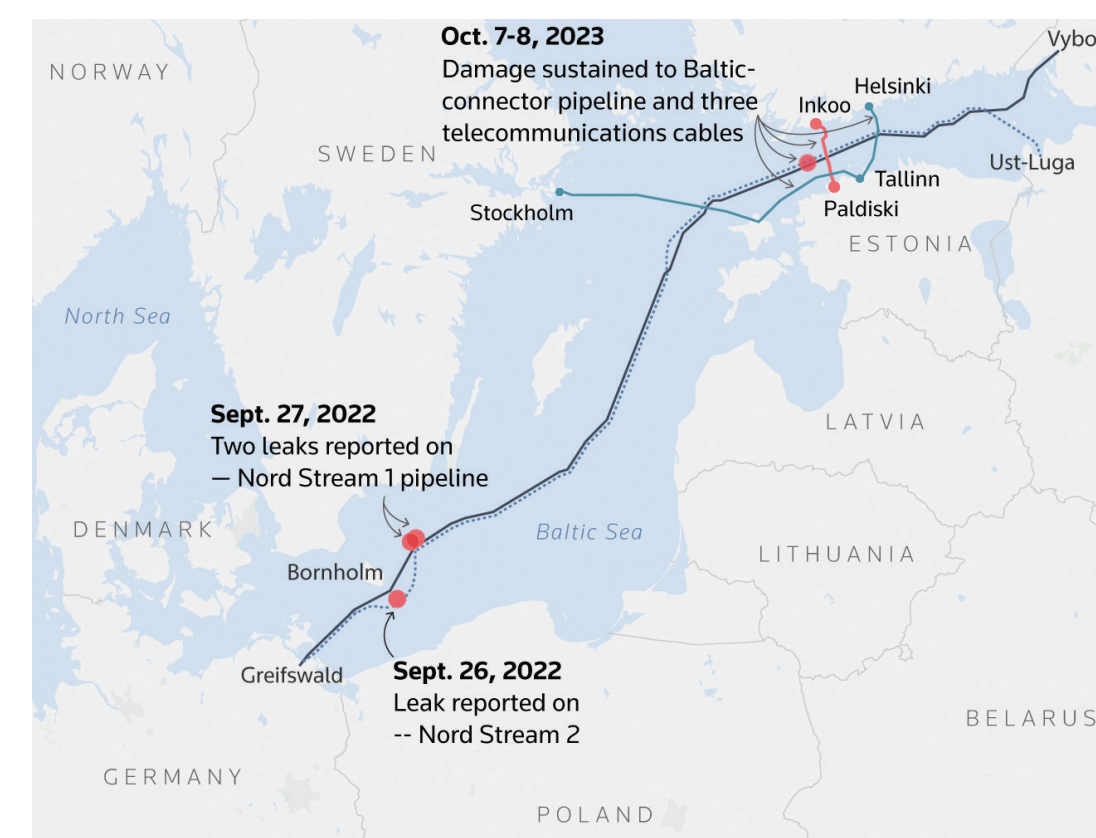 Oct. 7-8, 2023
Damage sustained to Baltic-
connector pipeline and three
telecommunications cables
NORWAY
SWEDEN
Vybo
Helsinki
Inkoo
Ust-Luga
Tallinn
Paldiski
Stockholm
ESTONIA
North Sea
Sept. 27, 2022
Two leaks reported on
— Nord Stream 1 pipeline
LATVIA
DENMARK
Baltic Sea
LITHUANIA
Bornholm
Greifswald
Sept. 26, 2022
Leak reported on
-- Nord Stream 2
BELARUS
GERMANY
POLAND